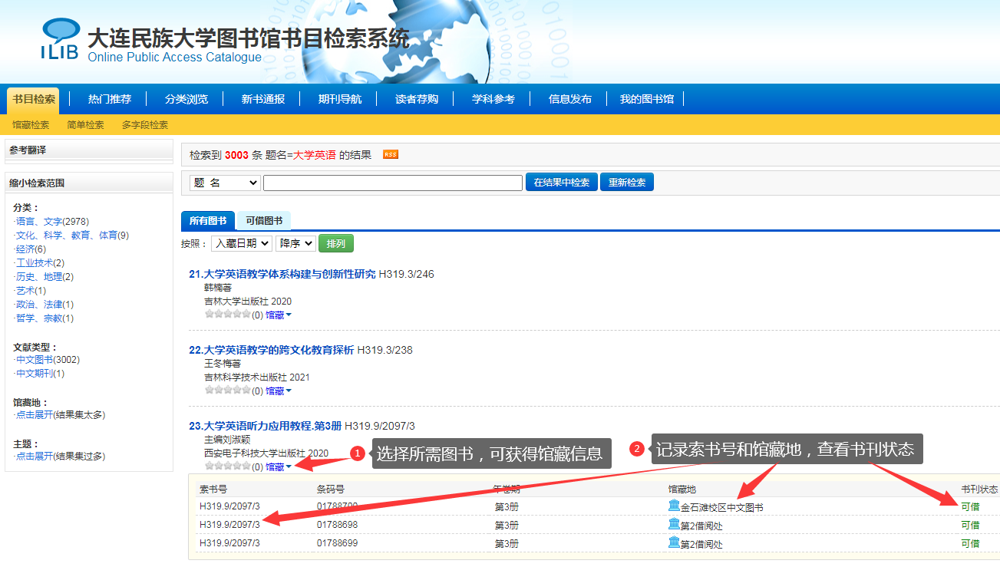 iLIB
大连民族大学图书馆书目检索系统
Online Public Access Catalogue
书目检索 热门推荐 分类浏览 新书通报 期刊导航 读者荐购 学科参考 信息发布 我的图书馆
馆藏检索 简单检索 多字段检索
参考翻译
缩小检索范围
分类：
·语言、文字(2978)
·文化、科学、教育、体育(9)
·经济(6)
·工业技术(2)
·历史、地理(2)
·艺术(1)
·政治、法律(1)
·哲学、宗教(1)
文献类型：
·中文图书(3002)
·中文期刊(1)
馆藏地：
·点击展开(结果集太多)
主题：
·点击展开(结果集过多)
检索到 3003 条 题名=大学英语 的结果 RSS
题 名 在结果中检索 重新检索
所有图书 可借图书
按照： 入藏日期 降序 排列
21.大学英语教学体系构建与创新性研究 H319.3/246
韩楠著
吉林大学出版社 2020
(0) 馆藏
22.大学英语教学的跨文化教育探析 H319.3/238
王冬梅著
吉林科学技术出版社 2021
(0) 馆藏
23.大学英语听力应用教程.第3册 H319.9/2097/3
主编刘淑颖
西安电子科技大学出版社 2020
(0) 馆藏
1 选择所需图书，可获得馆藏信息
2 记录索书号和馆藏地，查看书刊状态
索书号 条码号 年卷期 馆藏地 书刊状态
H319.9/2097/3 01788700 第3册 金石滩校区中文图书 可借
H319.9/2097/3 01788698 第3册 第2借阅处 可借
H319.9/2097/3 01788699 第3册 第2借阅处 可借